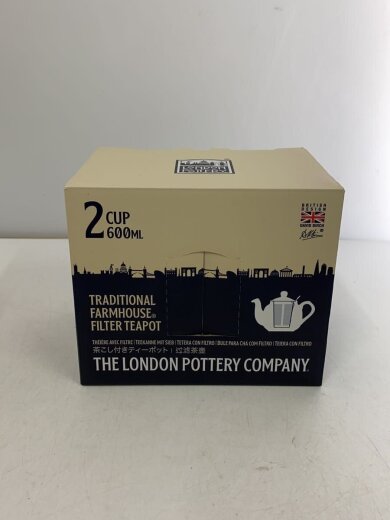 2 CUP
600ML
BRITISH
DESIGN
DAVID BIRCH
TRADITIONAL
FARMHOUSE®
FILTER TEAPOT
THÉIÈRE AVEC FILTRE | TEEKANNE MIT SIEB | TETERA CON FILTRO | BULE PARA CHÁ COM FILTRO | TEIERA CON FILTRO
茶こし付きティーポット | 过滤茶壶
THE LONDON POTTERY COMPANY®